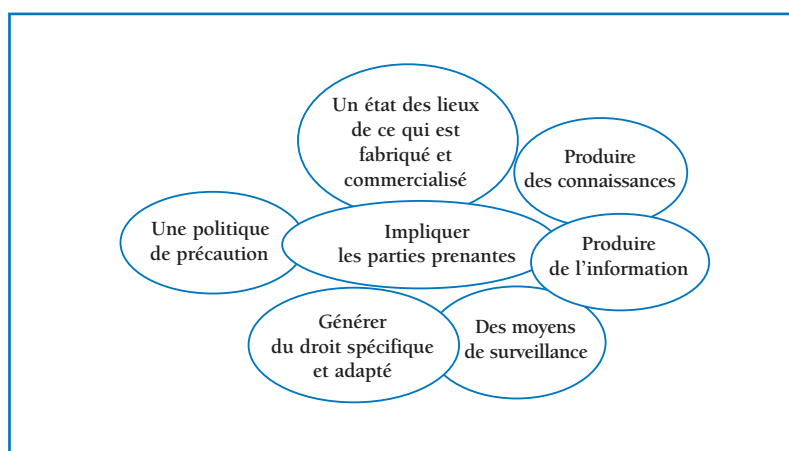 Un état des lieux
de ce qui est
fabriqué et
commercialisé
Produire
des connaissances
Une politique
de précaution
Impliquer
les parties prenantes
Produire
de l’information
Générer
du droit spécifique
et adapté
Des moyens
de surveillance